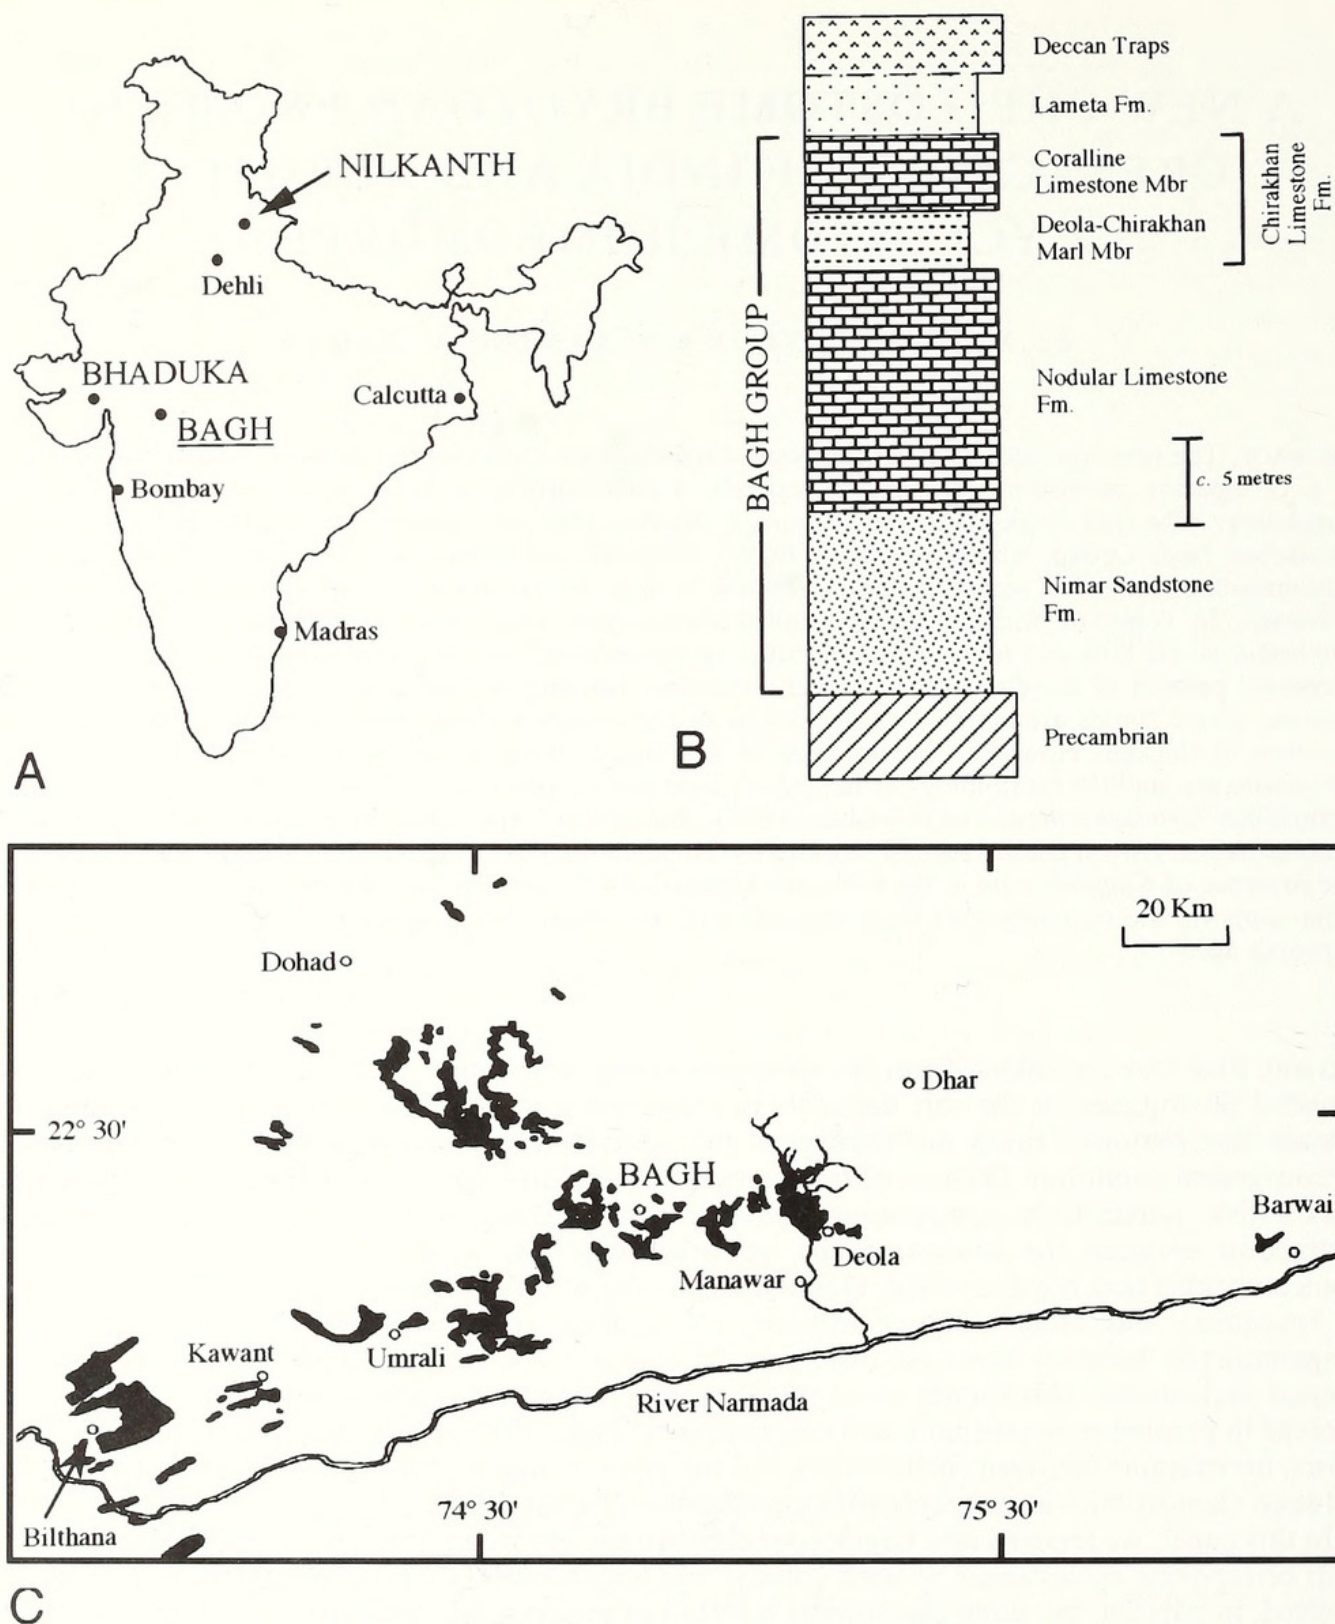 NILKANTH
Dehli
BHADUKA
BAGH
Calcutta
Bombay
Madras
A
Deccan Traps
Lameta Fm.
Coralline
Limestone Mbr
Deola-Chirakhan
Marl Mbr
Chirakhan
Limestone
Fm.
BAGH GROUP
Nodular Limestone
Fm.
c. 5 metres
Nimar Sandstone
Fm.
Precambrian
B
20 Km
Dohad
Dhar
22° 30'
BAGH
Barwai
Deola
Manawar
Kawant
Umrali
River Narmada
74° 30'
75° 30'
Bilthana
C